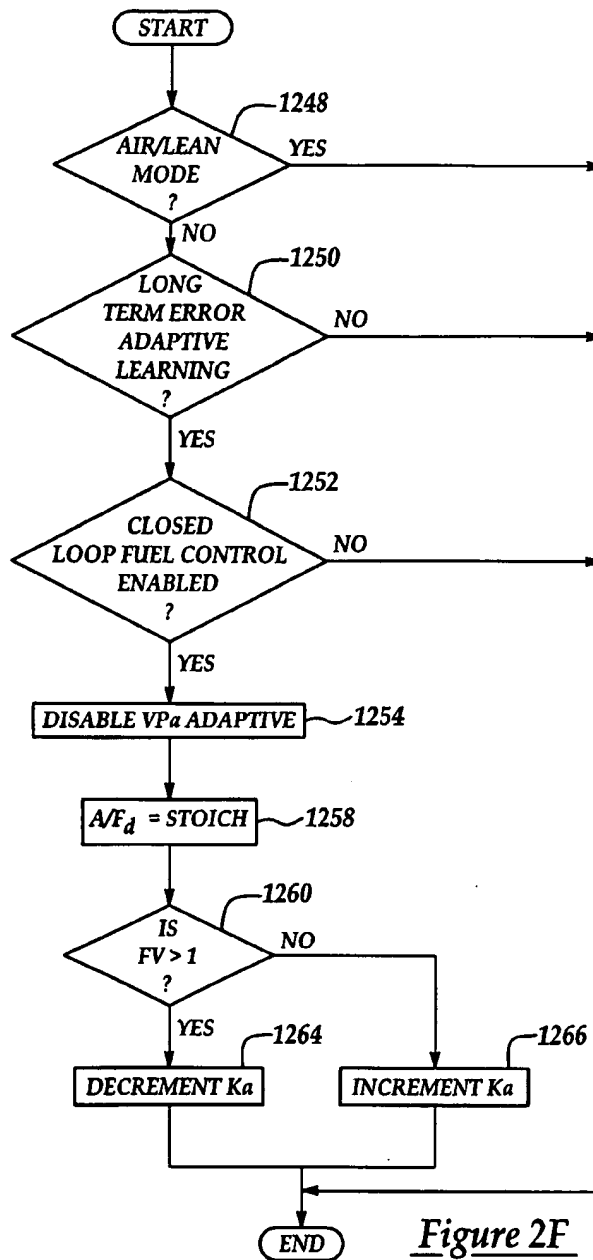 START
1248
AIR/LEAN
MODE
?
YES
NO
1250
LONG
TERM ERROR
ADAPTIVE
LEARNING
?
NO
YES
1252
CLOSED
LOOP FUEL CONTROL
ENABLED
?
NO
YES
DISABLE VPa ADAPTIVE
1254
A/Fd = STOICH
1258
1260
IS
FV > 1
?
NO
YES
1264
DECREMENT Ka
1266
INCREMENT Ka
END
Figure 2F